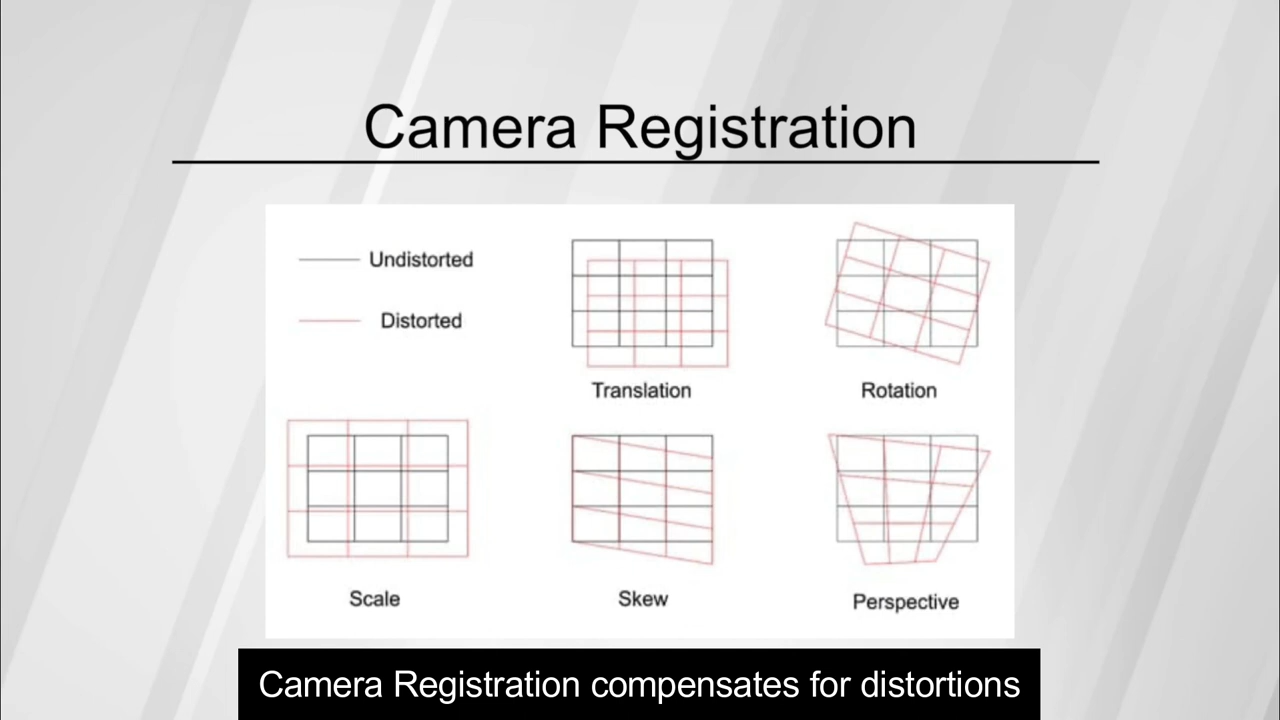 Camera Registration
Undistorted
Distorted
Translation
Rotation
Scale
Skew
Perspective
Camera Registration compensates for distortions